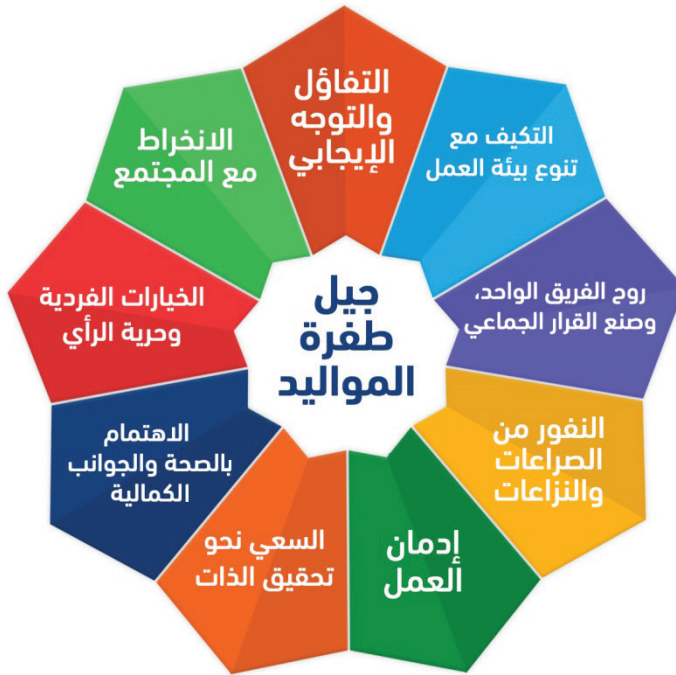 جيل
طفرة
المواليد
التفاؤل
والتوجه
الإيجابي
التكيف مع
تنوع بيئة العمل
روح الفريق الواحد،
وصنع القرار الجماعي
النفور من
الصراعات
والنزاعات
إدمان
العمل
السعي نحو
تحقيق الذات
الاهتمام
بالصحة والجوانب
الكمالية
الخيارات الفردية
وحرية الرأي
الانخراط
مع المجتمع